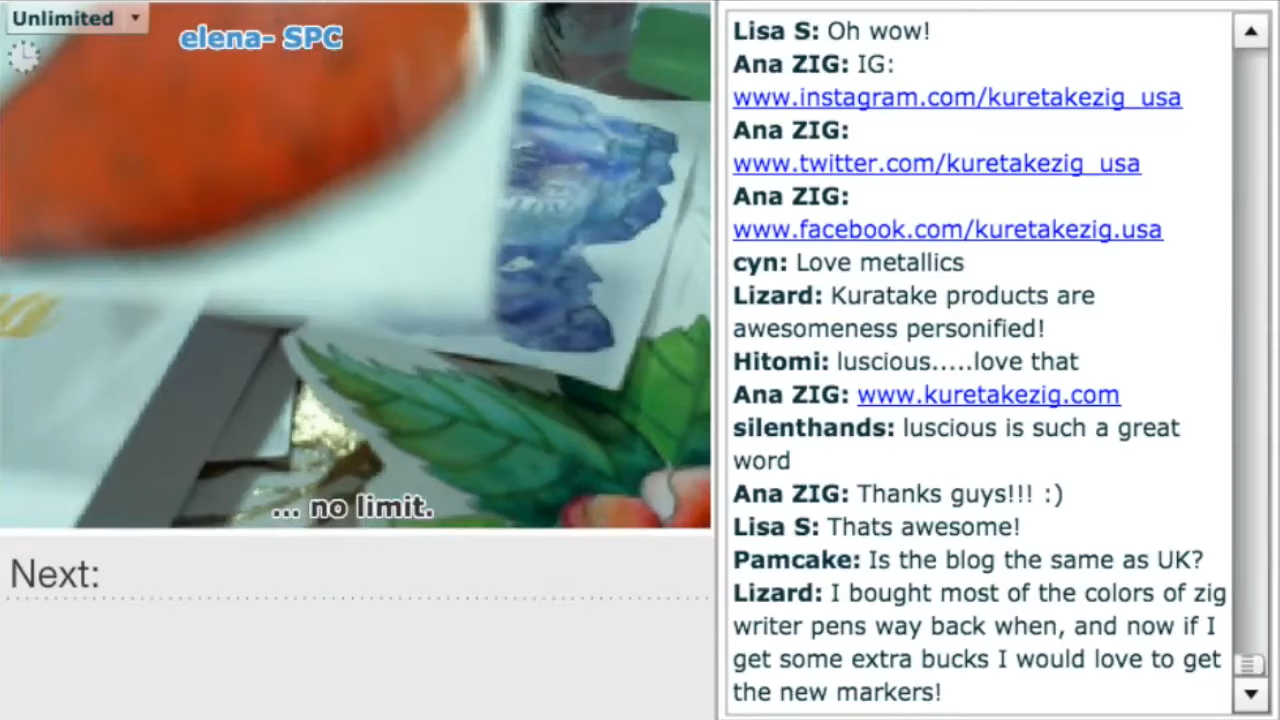 Unlimited
elena- SPC
... no limit.
Next:
Lisa S: Oh wow!
Ana ZIG: IG:
www.instagram.com/kuretakezig_usa
Ana ZIG:
www.twitter.com/kuretakezig_usa
Ana ZIG:
www.facebook.com/kuretakezig.usa
cyn: Love metallics
Lizard: Kuratake products are
awesomeness personified!
Hitomi: luscious.....love that
Ana ZIG: www.kuretakezig.com
silenthands: luscious is such a great
word
Ana ZIG: Thanks guys!!! :)
Lisa S: Thats awesome!
Pamcake: Is the blog the same as UK?
Lizard: I bought most of the colors of zig
writer pens way back when, and now if I
get some extra bucks I would love to get
the new markers!